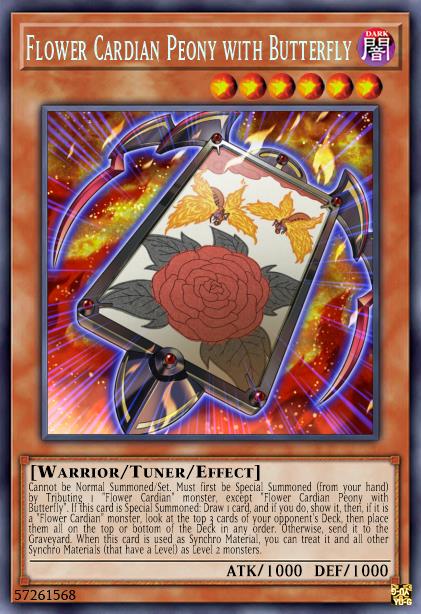 Flower Cardian Peony with Butterfly
DARK
闇
[Warrior/Tuner/Effect]
Cannot be Normal Summoned/Set. Must first be Special Summoned (from your hand)
by Tributing 1 "Flower Cardian" monster, except "Flower Cardian Peony with
Butterfly". If this card is Special Summoned: Draw 1 card, and if you do, show it, then, if it is
a "Flower Cardian" monster, look at the top 3 cards of your opponent's Deck, then place
them all on the top or bottom of the Deck in any order. Otherwise, send it to the
Graveyard. When this card is used as Synchro Material, you can treat it and all other
Synchro Materials (that have a Level) as Level 2 monsters.
ATK/1000 DEF/1000
57261568